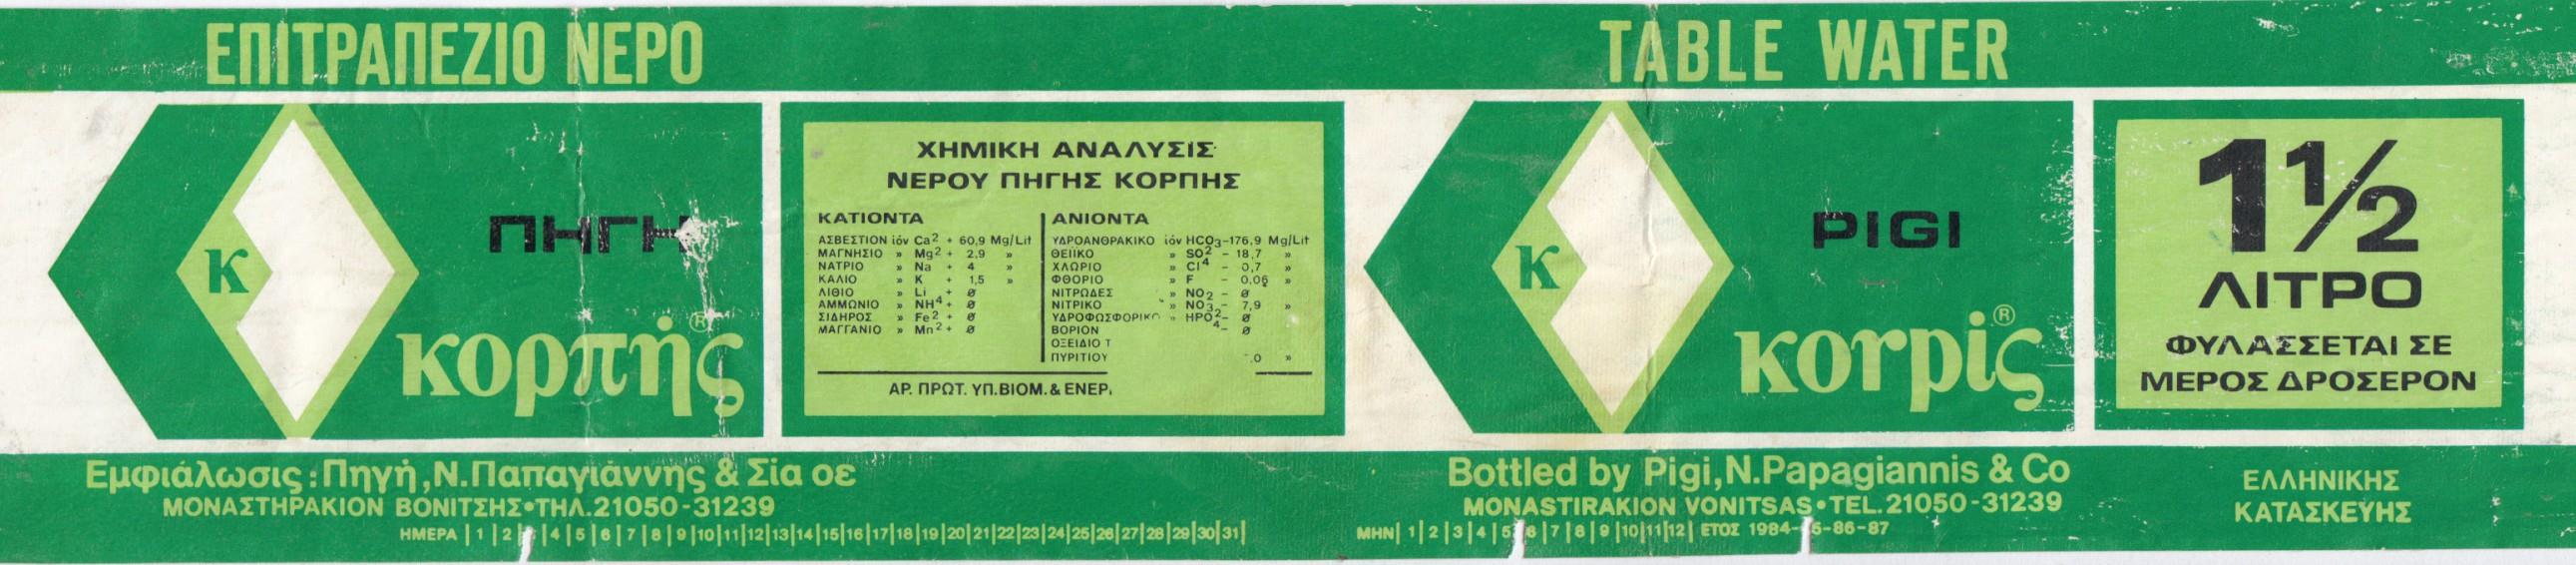 ΕΠΙΤΡΑΠΕΖΙΟ ΝΕΡΟ
Κ
ΠΗΓΗ
κορπής®
ΧΗΜΙΚΗ ΑΝΑΛΥΣΙΣ
ΝΕΡΟΥ ΠΗΓΗΣ ΚΟΡΠΗΣ
ΚΑΤΙΟΝΤΑ
ΑΣΒΕΣΤΙΟΝ ιόν Ca2 + 60,9 Mg/Lit
ΜΑΓΝΗΣΙΟ » Mg2 + 2,9 »
ΝΑΤΡΙΟ » Na + 4 »
ΚΑΛΙΟ » K + 1,5 »
ΛΙΘΙΟ » Li + Ø
ΑΜΜΩΝΙΟ » NH4 + Ø
ΣΙΔΗΡΟΣ » Fe2 + Ø
ΜΑΓΓΑΝΙΟ » Mn2 + Ø
ΑΝΙΟΝΤΑ
ΥΔΡΟΑΝΘΡΑΚΙΚΟ ιόν HCO3-176,9 Mg/Lit
ΘΕΙΪΚΟ » SO2 - 18,7 »
ΧΛΩΡΙΟ » Cl4 - 0,7 »
ΦΘΟΡΙΟ » F - 0,06 »
ΝΙΤΡΩΔΕΣ » NO2 - Ø
ΝΙΤΡΙΚΟ » NO3 - 7,9 »
ΥΔΡΟΦΩΣΦΟΡΙΚΟ » HPO2- Ø
ΒΟΡΙΟΝ 4- Ø
ΟΞΕΙΔΙΟ Τ
ΠΥΡΙΤΙΟΥ .0 »
ΑΡ. ΠΡΩΤ. ΥΠ.ΒΙΟΜ.& ΕΝΕΡ.
Εμφιάλωσις: Πηγή, Ν.Παπαγιάννης & Σία οε
ΜΟΝΑΣΤΗΡΑΚΙΟΝ ΒΟΝΙΤΣΗΣ•ΤΗΛ.21050-31239
ΗΜΕΡΑ | 1 | 2 | 3 | 4 | 5 | 6 | 7 | 8 | 9 |10|11|12|13|14|15|16|17|18|19|20|21|22|23|24|25|26|27|28|29|30|31|
TABLE WATER
Κ
PIGI
κorpiς®
1½
ΛΙΤΡΟ
ΦΥΛΑΣΣΕΤΑΙ ΣΕ
ΜΕΡΟΣ ΔΡΟΣΕΡΟΝ
Bottled by Pigi, N.Papagiannis & Co
MONASTIRAKION VONITSAS•TEL.21050-31239
ΜΗΝ| 1 | 2 | 3 | 4 | 5 | 6 | 7 | 8 | 9 |10|11|12| ΕΤΟΣ 1984- 5-86-87
ΕΛΛΗΝΙΚΗΣ
ΚΑΤΑΣΚΕΥΗΣ